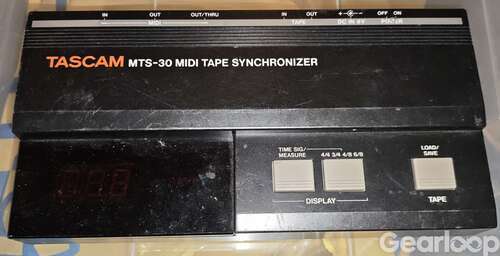 IN OUT OUT/THRU IN OUT DC IN 9V OFF ON
MIDI TAPE POWER
TASCAM MTS-30 MIDI TAPE SYNCHRONIZER
TIME SIG/
MEASURE
4/4 3/4 4/8 6/8
LOAD/
SAVE
DISPLAY
TAPE
Gearloop